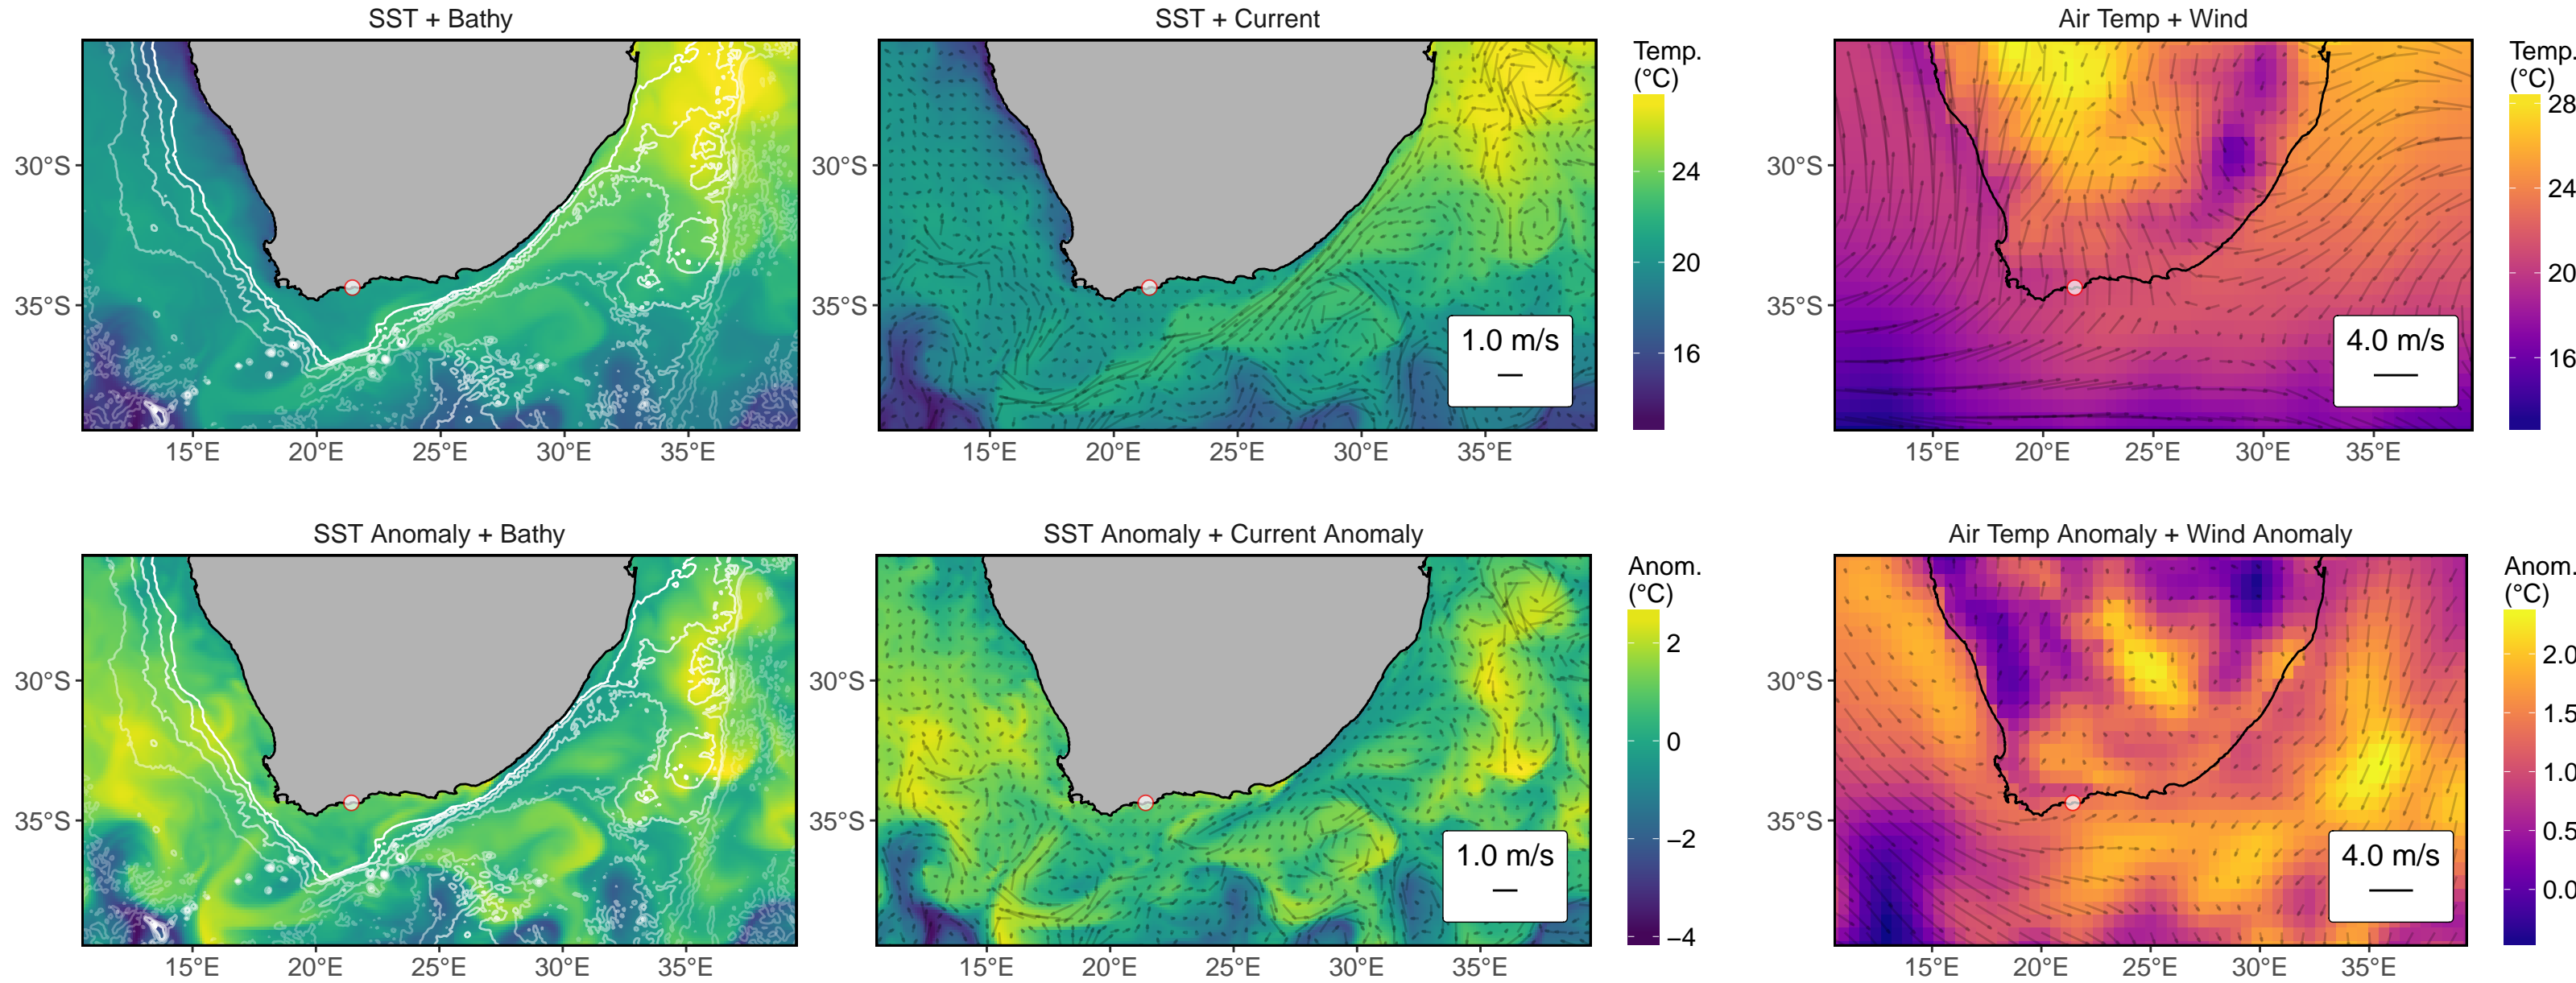 SST + Bathy
SST + Current
Air Temp + Wind
30°S
35°S
15°E 20°E 25°E 30°E 35°E
30°S
35°S
15°E 20°E 25°E 30°E 35°E
1.0 m/s
Temp.
(°C)
24
20
16
30°S
35°S
15°E 20°E 25°E 30°E 35°E
4.0 m/s
Temp.
(°C)
28
24
20
16
SST Anomaly + Bathy
SST Anomaly + Current Anomaly
Air Temp Anomaly + Wind Anomaly
30°S
35°S
15°E 20°E 25°E 30°E 35°E
30°S
35°S
15°E 20°E 25°E 30°E 35°E
1.0 m/s
Anom.
(°C)
2
0
−2
−4
30°S
35°S
15°E 20°E 25°E 30°E 35°E
4.0 m/s
Anom.
(°C)
2.0
1.5
1.0
0.5
0.0